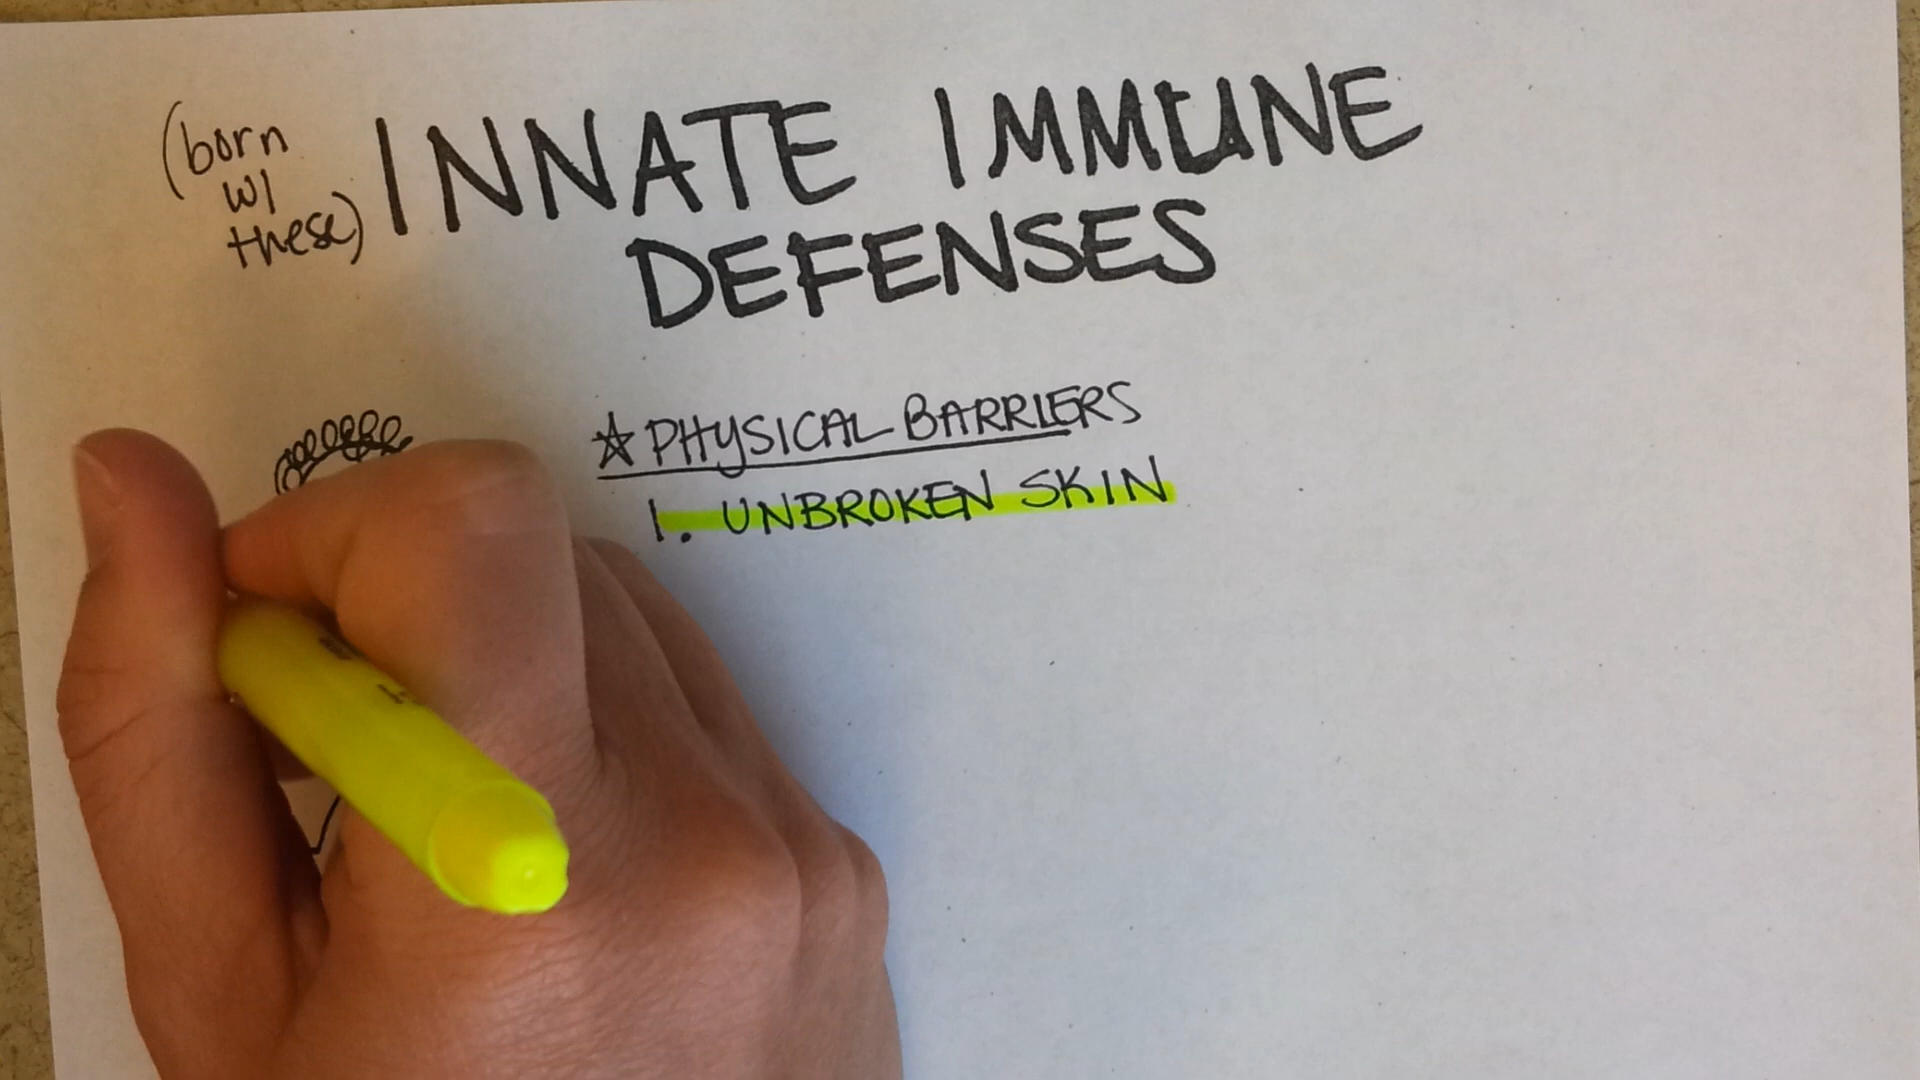 (born
w/
these)
INNATE IMMUNE
DEFENSES
☆ PHYSICAL BARRIERS
1. UNBROKEN SKIN